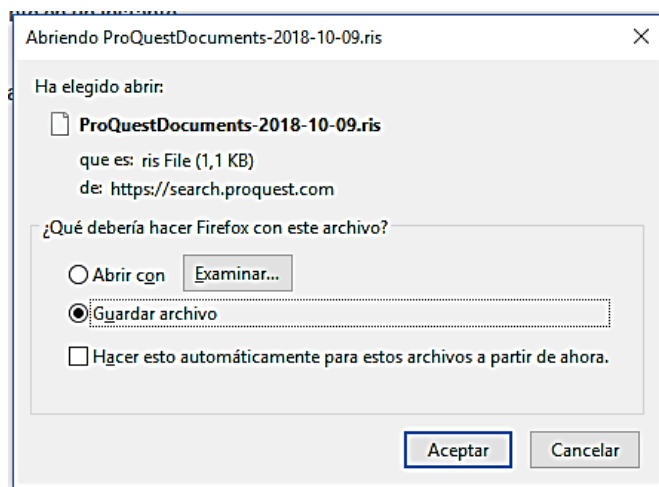 Abriendo ProQuestDocuments-2018-10-09.ris
Ha elegido abrir:
ProQuestDocuments-2018-10-09.ris
que es: ris File (1,1 KB)
de: https://search.proquest.com
¿Qué debería hacer Firefox con este archivo?
Abrir con Examinar...
Guardar archivo
Hacer esto automáticamente para estos archivos a partir de ahora.
Aceptar Cancelar